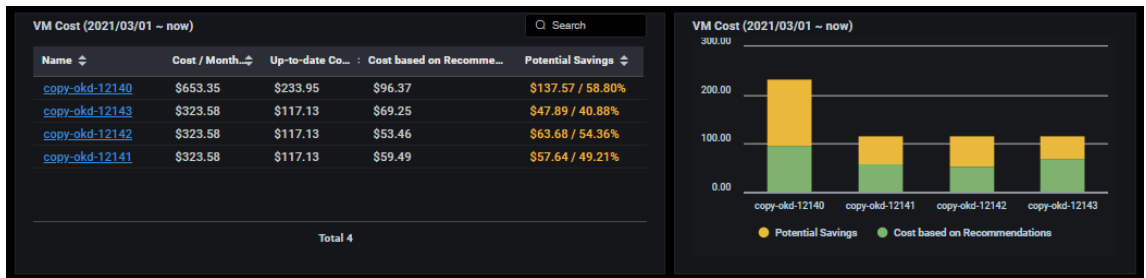 VM Cost (2021/03/01 ~ now)
Search
Name Cost / Month... Up-to-date Co... : Cost based on Recomme... Potential Savings
copy-okd-12140 $653.35 $233.95 $96.37 $137.57 / 58.80%
copy-okd-12143 $323.58 $117.13 $69.25 $47.89 / 40.88%
copy-okd-12142 $323.58 $117.13 $53.46 $63.68 / 54.36%
copy-okd-12141 $323.58 $117.13 $59.49 $57.64 / 49.21%
Total 4
VM Cost (2021/03/01 ~ now)
300.00
200.00
100.00
0.00
copy-okd-12140 copy-okd-12141 copy-okd-12142 copy-okd-12143
Potential Savings Cost based on Recommendations